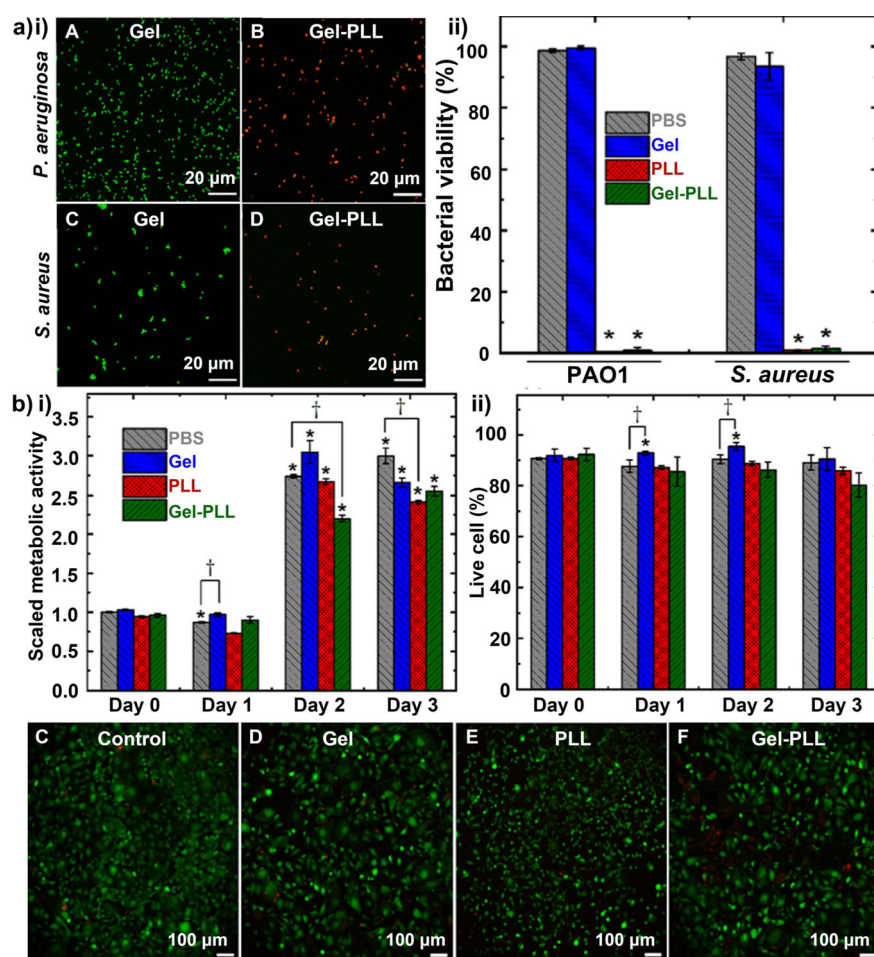 a) i)
A
Gel
B
Gel-PLL
P. aeruginosa
20 µm
20 µm
C
Gel
D
Gel-PLL
S. aureus
20 µm
20 µm
ii)
Bacterial viability (%)
100
80
60
40
20
0
PBS
Gel
PLL
Gel-PLL
*
*
*
*
PAO1
S. aureus
b) i)
Scaled metabolic activity
3.5
3.0
2.5
2.0
1.5
1.0
0.5
0.0
PBS
Gel
PLL
Gel-PLL
†
*
†
*
*
*
*
†
*
*
*
Day 0
Day 1
Day 2
Day 3
ii)
Live cell (%)
100
80
60
40
20
0
†
*
†
*
Day 0
Day 1
Day 2
Day 3
C
Control
100 µm
D
Gel
100 µm
E
PLL
100 µm
F
Gel-PLL
100 µm